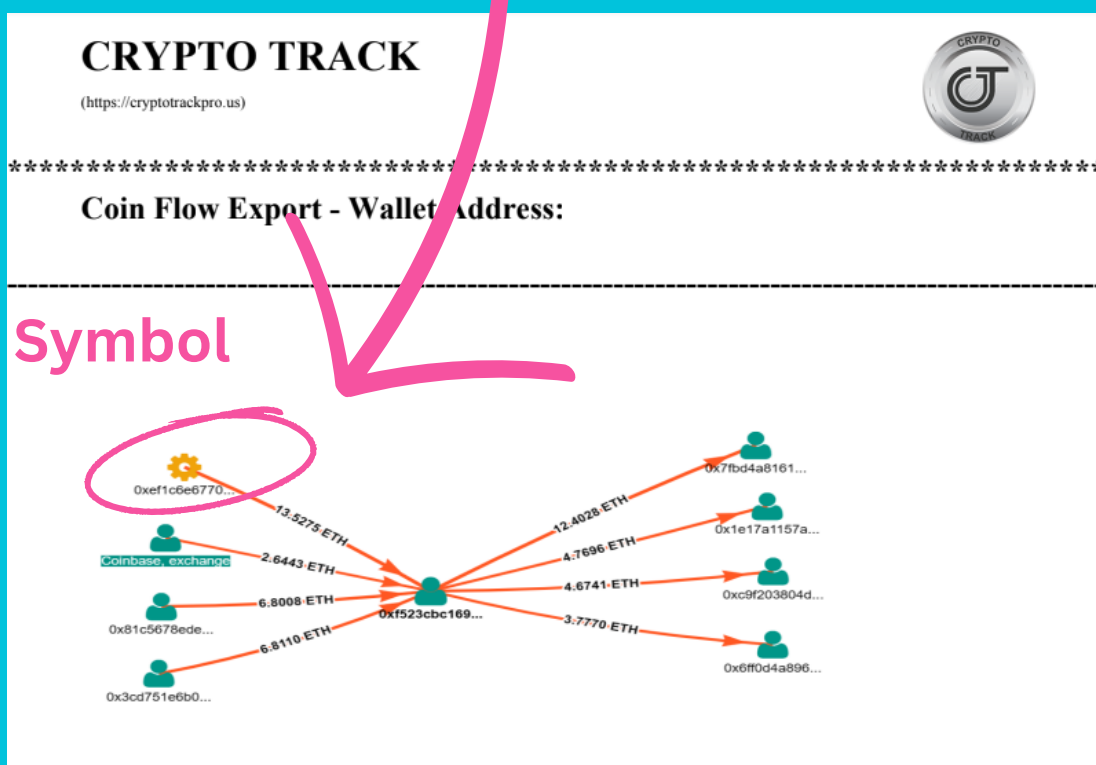 CRYPTO TRACK
(https://cryptotrackpro.us)
CRYPTO
CT
TRACK
********************************************************************************
Coin Flow Export - Wallet Address:
--------------------------------------------------------------------------------
Symbol
0xef1c6e6770...
13.5275 ETH
Coinbase, exchange
2.6443 ETH
0x81c5678ede...
6.8008 ETH
0x3cd751e6b0...
6.8110 ETH
0xf523cbc169...
12.4028 ETH
0x7fbd4a8161...
4.7696 ETH
0x1e17a1157a...
4.6741 ETH
0xc9f203804d...
3.7770 ETH
0x6ff0d4a896...